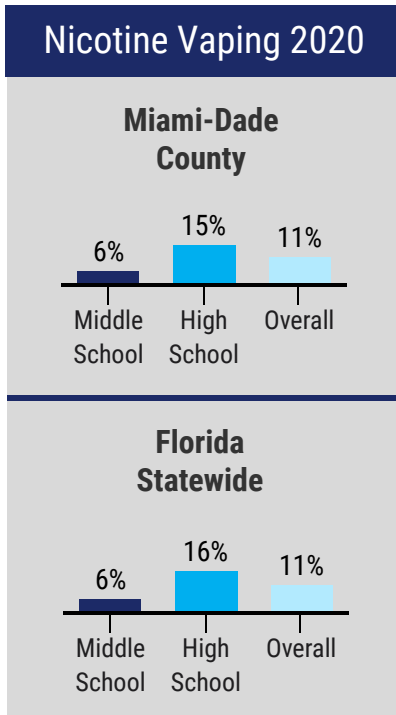 Nicotine Vaping 2020
Miami-Dade
County
6%
15%
11%
Middle
School
High
School
Overall
Florida
Statewide
6%
16%
11%
Middle
School
High
School
Overall